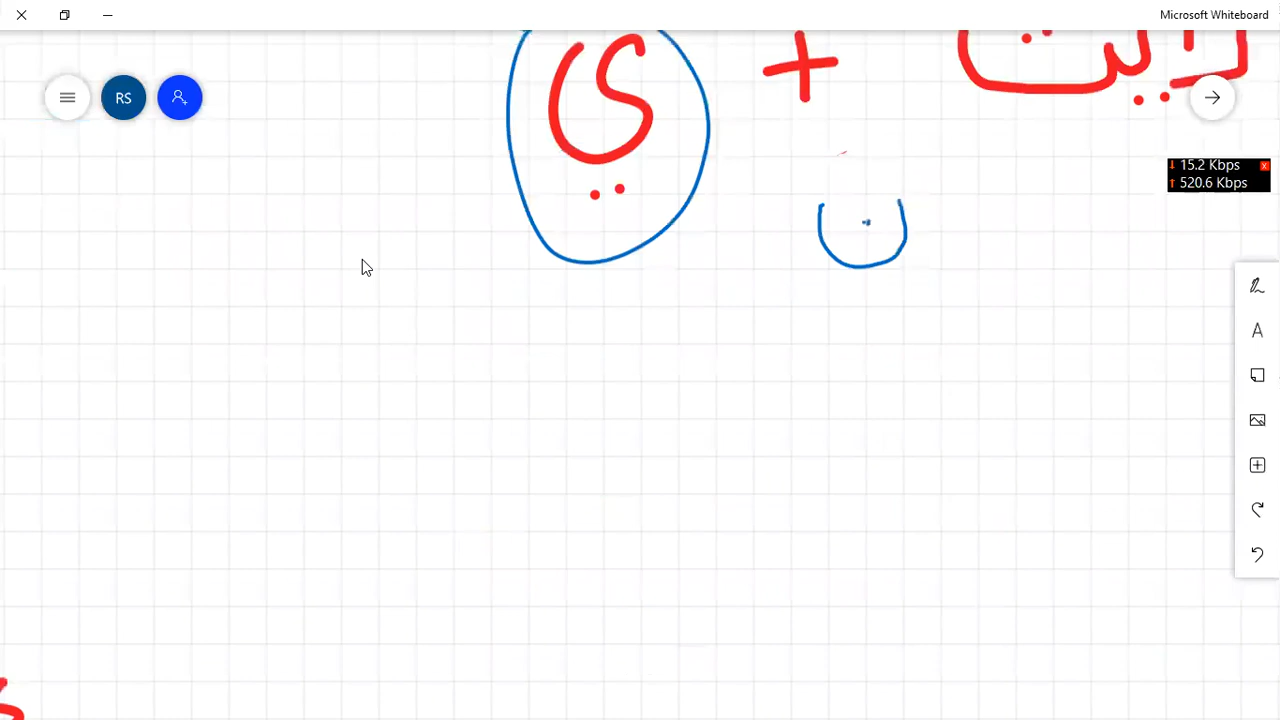 Microsoft Whiteboard
+ ي
RS
↓ 15.2 Kbps
↑ 520.6 Kbps
ن